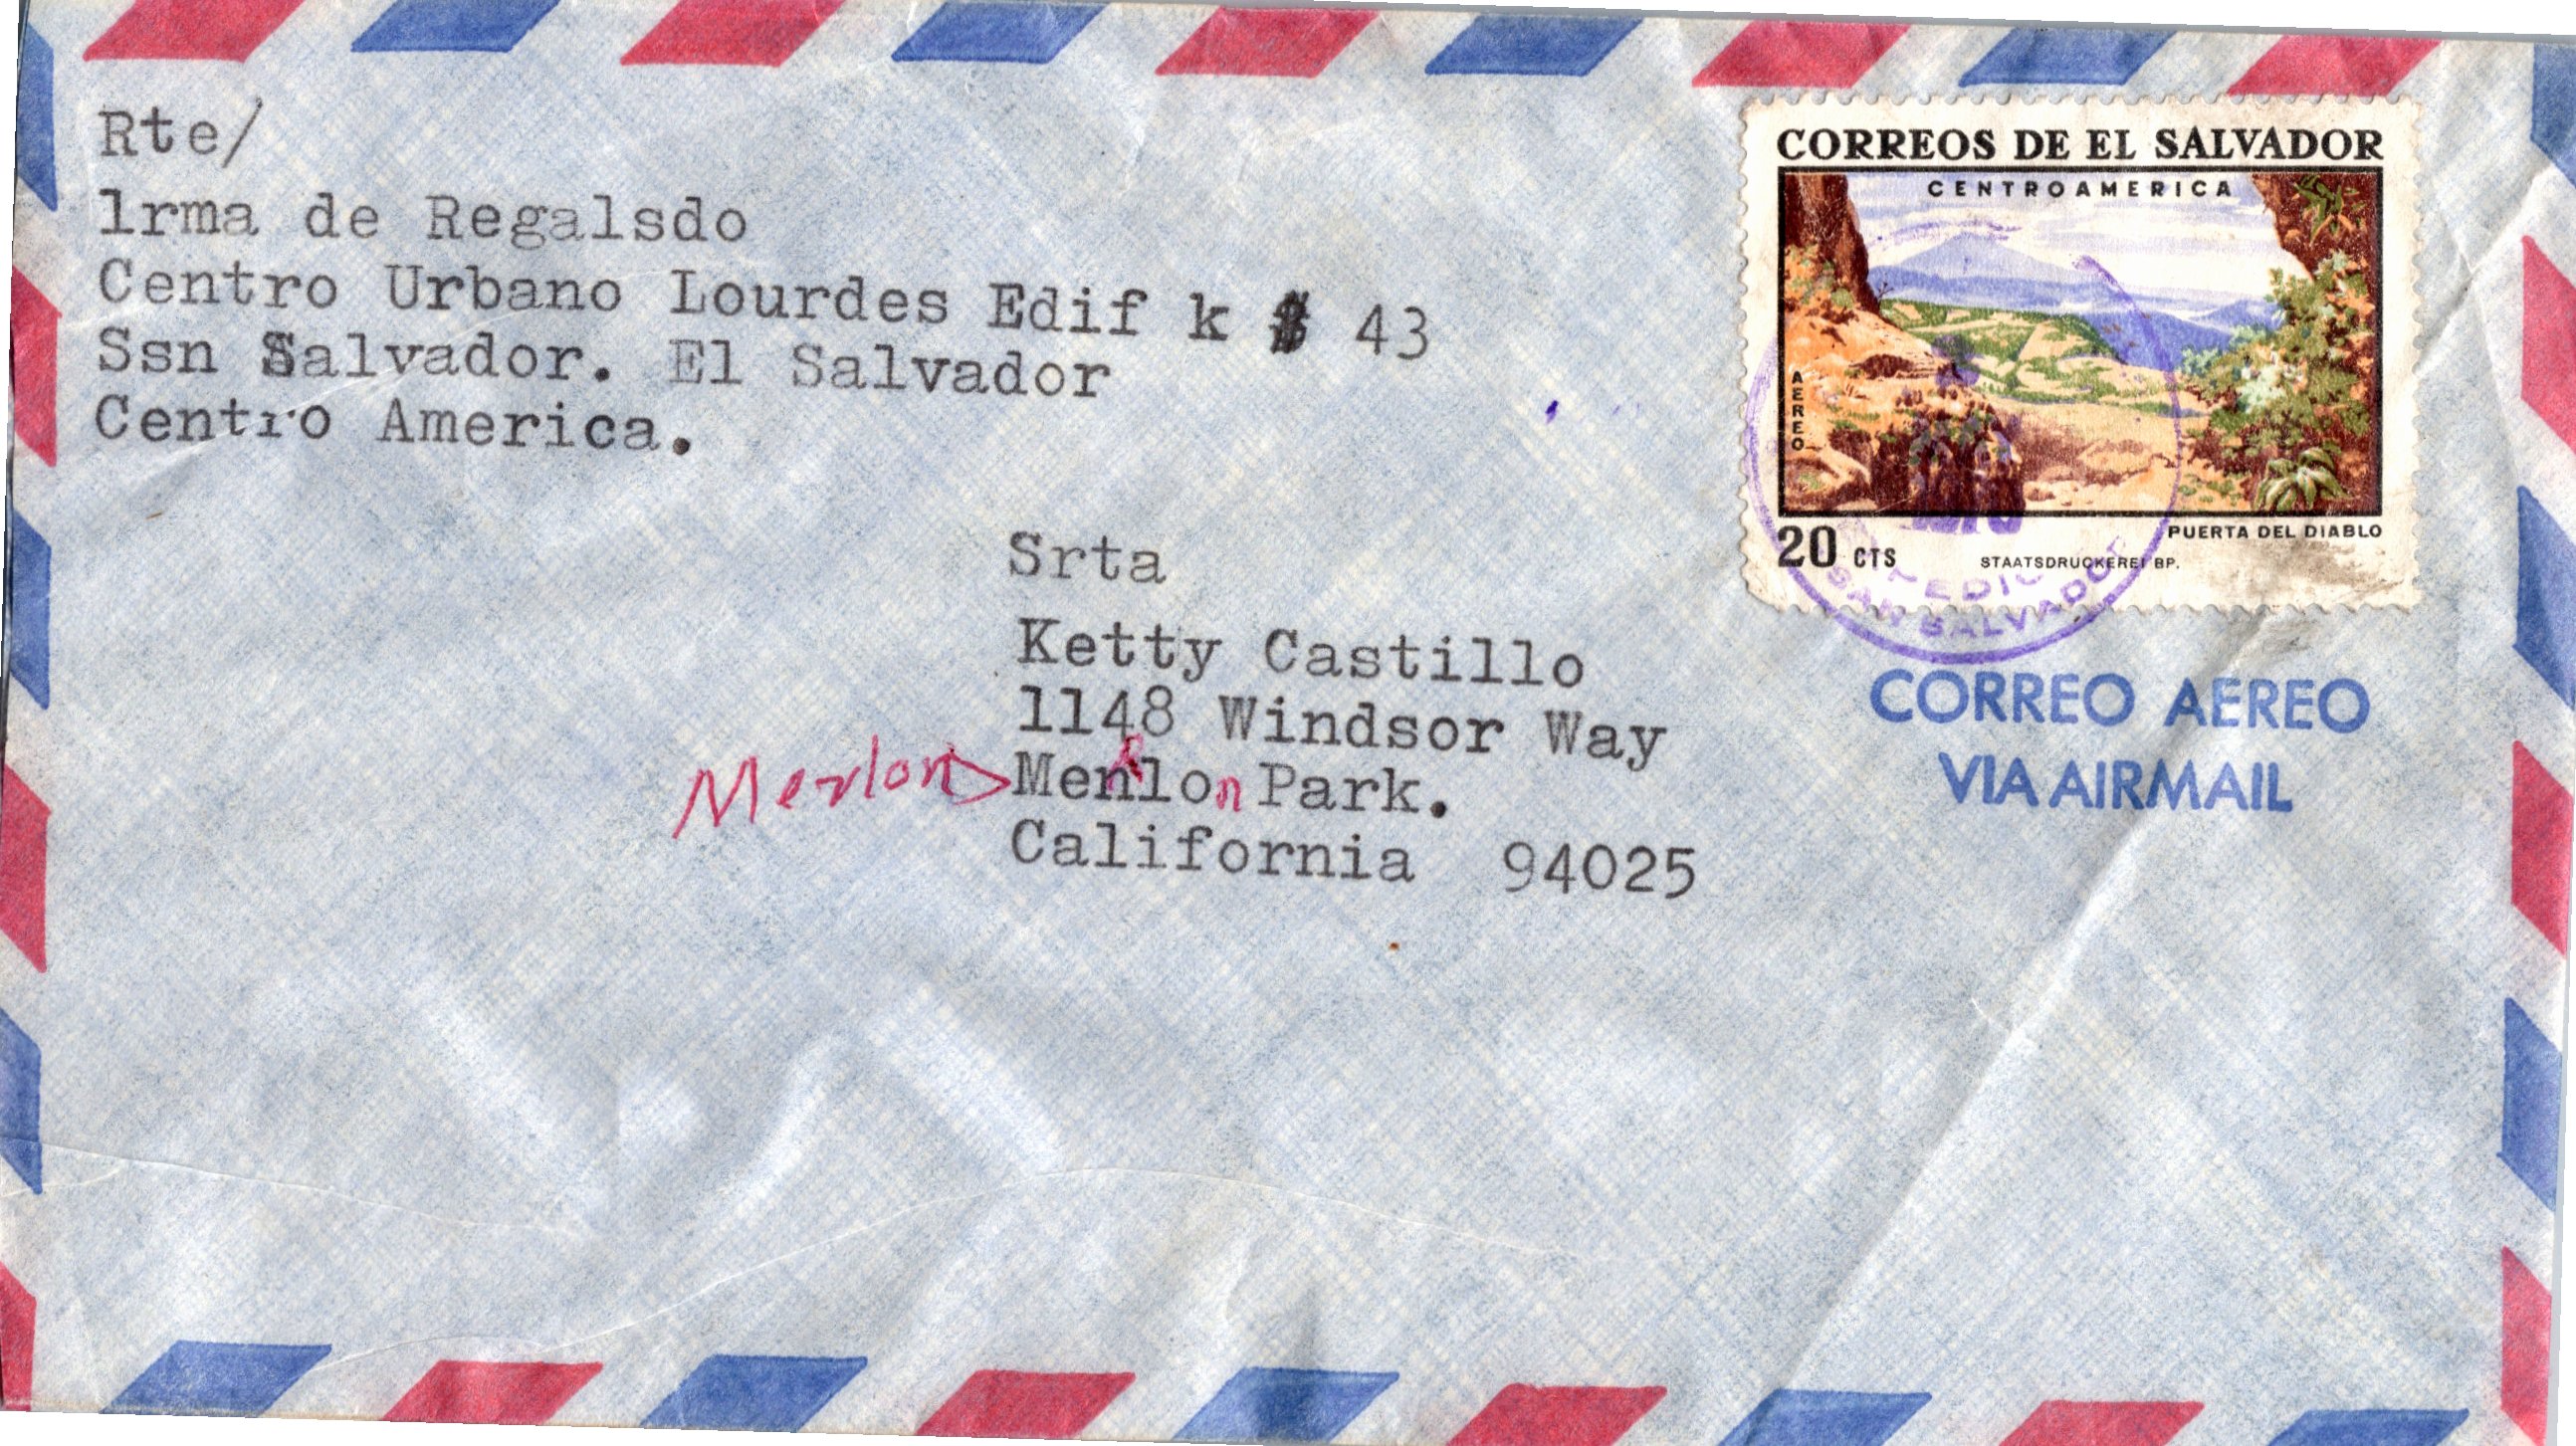 Rte/
lrma de Regalsdo
Centro Urbano Lourdes Edif k # 43
Ssn Salvador. El Salvador
Centro America.
CORREOS DE EL SALVADOR
CENTROAMERICA
AEREO
20 CTS
PUERTA DEL DIABLO
STAATSDRUCKEREI BP.
SAN SALVADOR
CORREO AEREO
VIA AIRMAIL
Srta
Ketty Castillo
1148 Windsor Way
Merlon Menlon Park.
California 94025